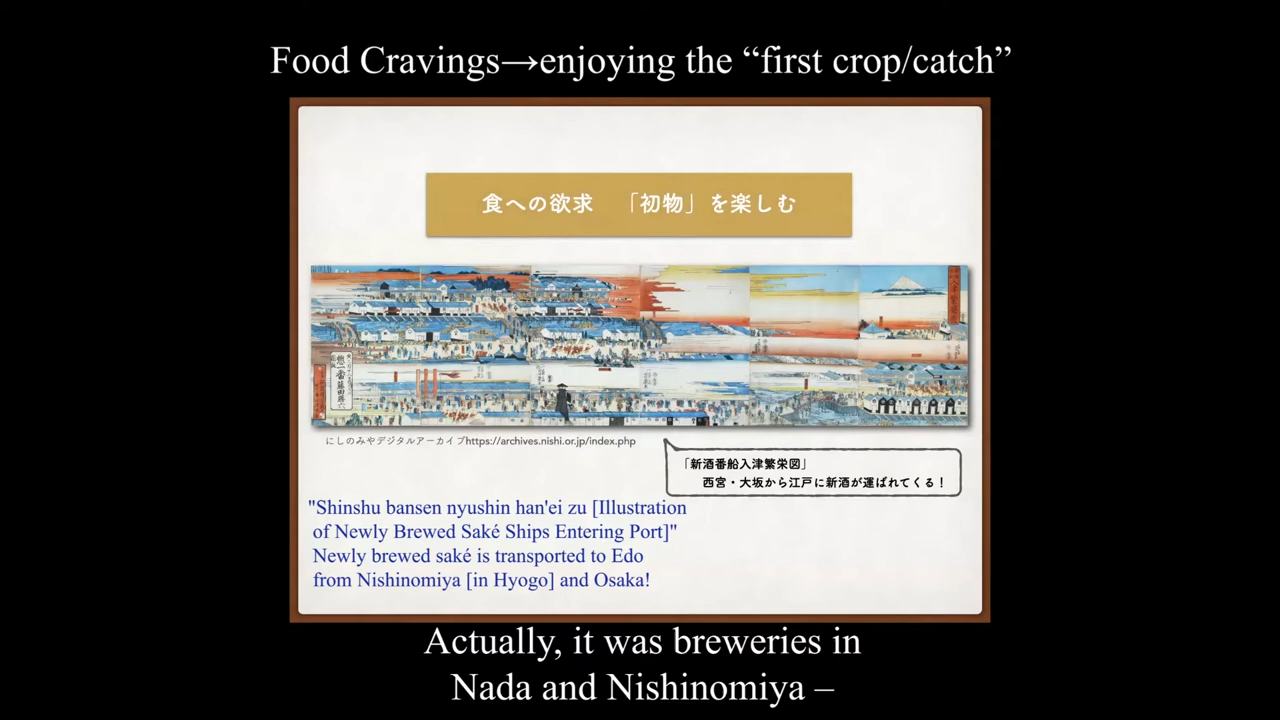 Food Cravings→enjoying the “first crop/catch”
食への欲求　「初物」を楽しむ
にしのみやデジタルアーカイブhttps://archives.nishi.or.jp/index.php
「新酒番船入津繁栄図」
西宮・大坂から江戸に新酒が運ばれてくる！
"Shinshu bansen nyushin han'ei zu [Illustration
of Newly Brewed Saké Ships Entering Port]"
Newly brewed saké is transported to Edo
from Nishinomiya [in Hyogo] and Osaka!
Actually, it was breweries in
Nada and Nishinomiya –